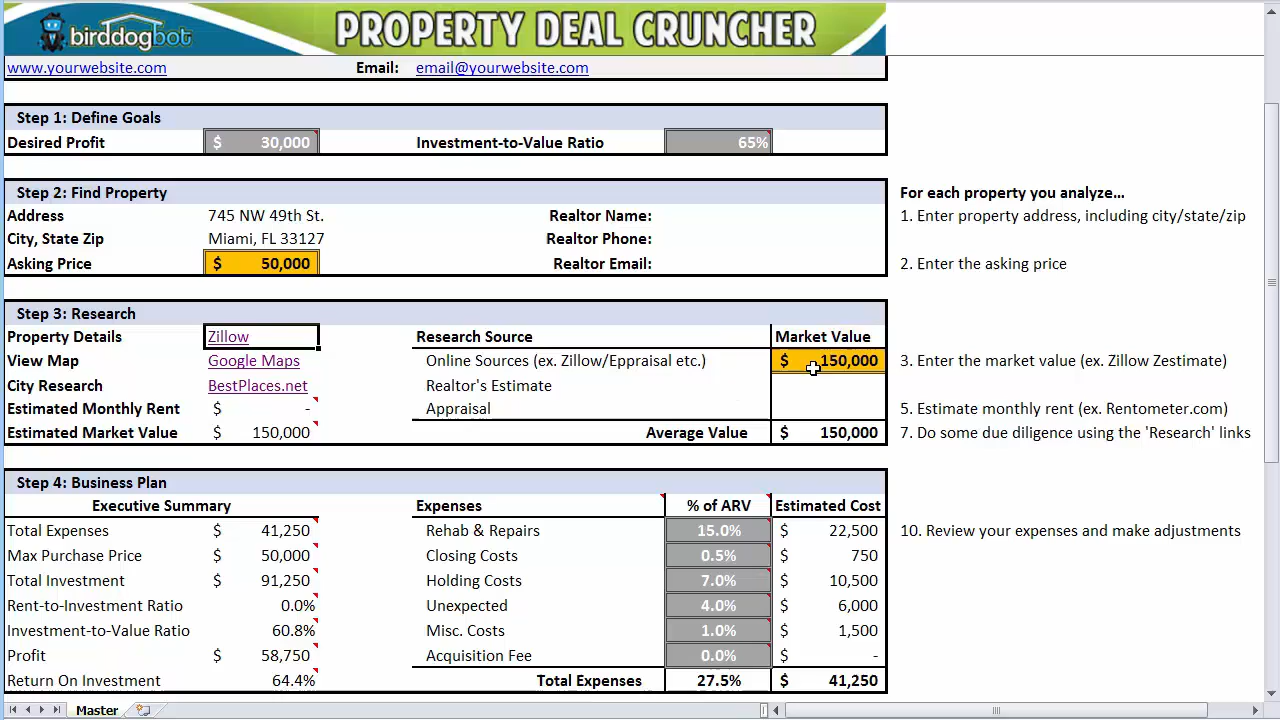 birddogbot PROPERTY DEAL CRUNCHER
www.yourwebsite.com Email: email@yourwebsite.com
Step 1: Define Goals
Desired Profit $ 30,000 Investment-to-Value Ratio 65%
Step 2: Find Property For each property you analyze...
Address 745 NW 49th St. Realtor Name: 1. Enter property address, including city/state/zip
City, State Zip Miami, FL 33127 Realtor Phone:
Asking Price $ 50,000 Realtor Email: 2. Enter the asking price
Step 3: Research
Property Details Zillow Research Source Market Value
View Map Google Maps Online Sources (ex. Zillow/Eppraisal etc.) $ 150,000 3. Enter the market value (ex. Zillow Zestimate)
City Research BestPlaces.net Realtor's Estimate
Estimated Monthly Rent $ - Appraisal 5. Estimate monthly rent (ex. Rentometer.com)
Estimated Market Value $ 150,000 Average Value $ 150,000 7. Do some due diligence using the 'Research' links
Step 4: Business Plan
Executive Summary Expenses % of ARV Estimated Cost
Total Expenses $ 41,250 Rehab & Repairs 15.0% $ 22,500 10. Review your expenses and make adjustments
Max Purchase Price $ 50,000 Closing Costs 0.5% $ 750
Total Investment $ 91,250 Holding Costs 7.0% $ 10,500
Rent-to-Investment Ratio 0.0% Unexpected 4.0% $ 6,000
Investment-to-Value Ratio 60.8% Misc. Costs 1.0% $ 1,500
Profit $ 58,750 Acquisition Fee 0.0% $ -
Return On Investment 64.4% Total Expenses 27.5% $ 41,250
Master